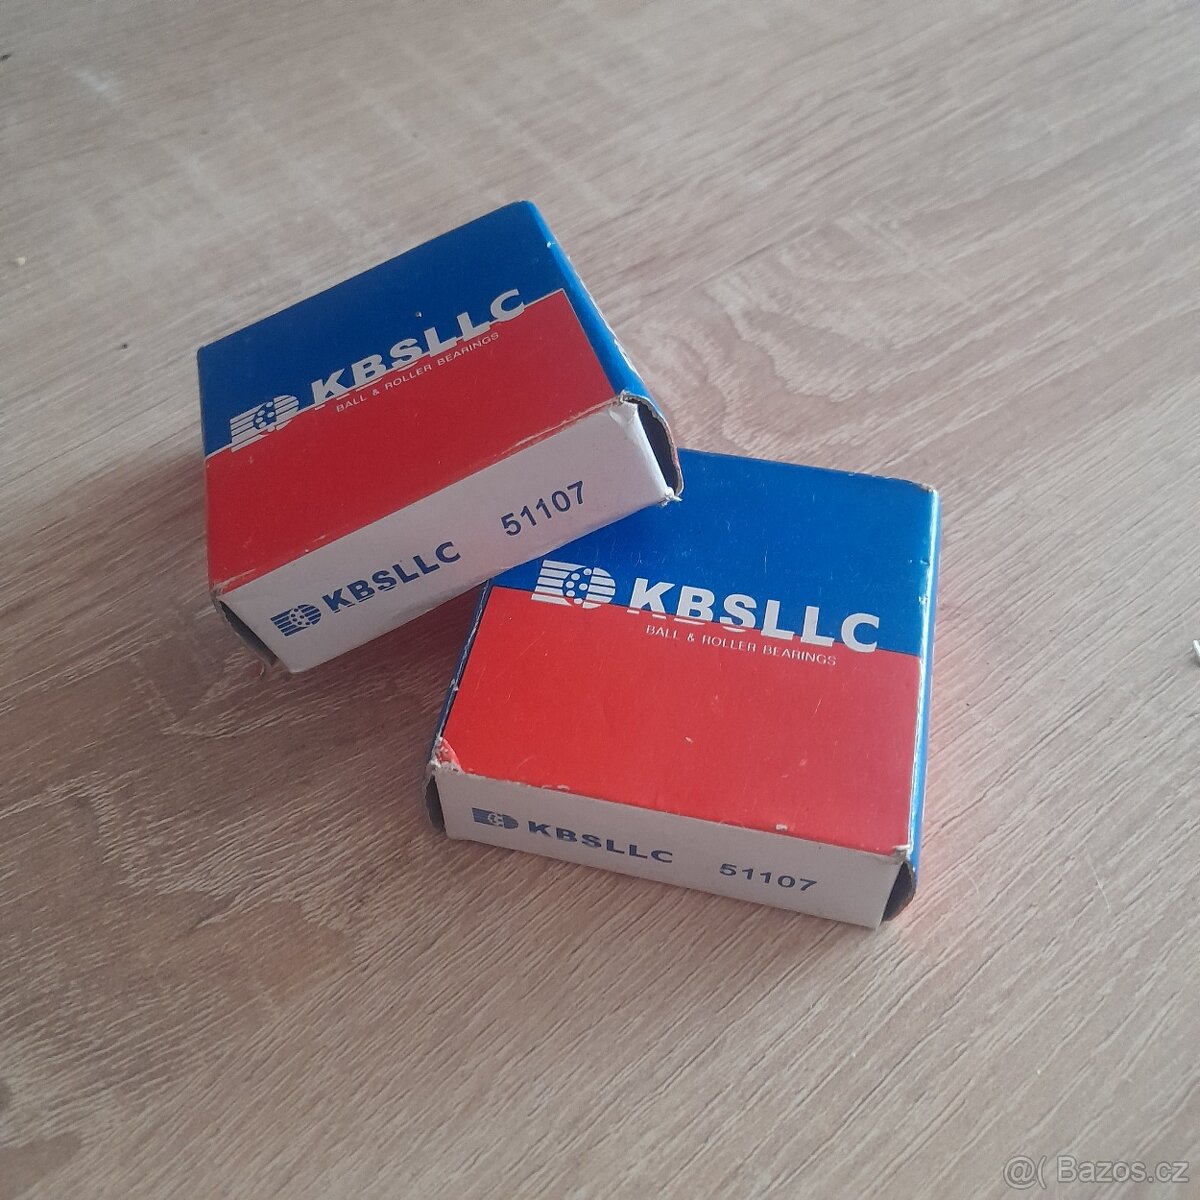 KBSLLC
BALL & ROLLER BEARINGS
KBSLLC 51107
KBSLLC
BALL & ROLLER BEARINGS
KBSLLC 51107
@( Bazos.cz